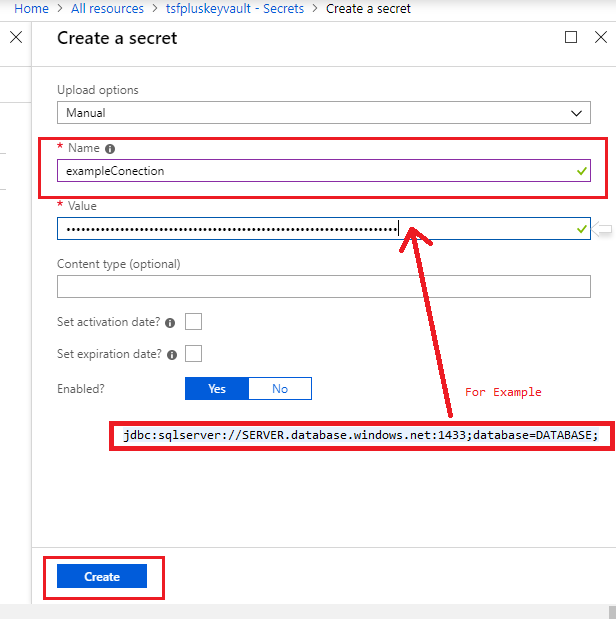 Home > All resources > tsfpluskeyvault - Secrets > Create a secret
Create a secret
Upload options
Manual
* Name
exampleConection
* Value
Content type (optional)
Set activation date?
Set expiration date?
Enabled?
Yes
No
For Example
jdbc:sqlserver://SERVER.database.windows.net:1433;database=DATABASE;
Create